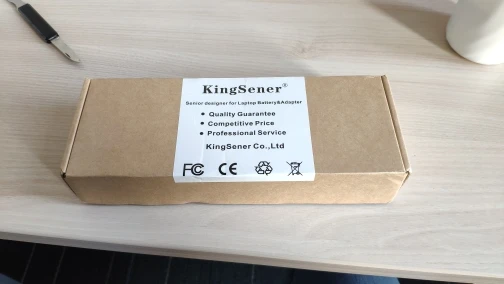 KingSener®
Senior designer for Laptop Battery&Adapter
• Quality Guarantee
• Competitive Price
• Professional Service
KingSener Co.,Ltd
FC CE